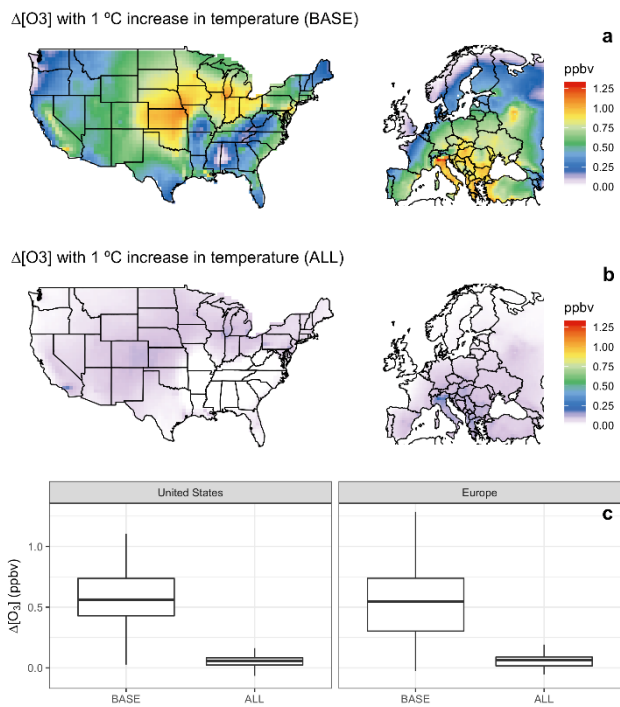 Δ[O3] with 1 ºC increase in temperature (BASE)
a
ppbv
1.25
1.00
0.75
0.50
0.25
0.00
Δ[O3] with 1 ºC increase in temperature (ALL)
b
ppbv
1.25
1.00
0.75
0.50
0.25
0.00
United States
Europe
c
Δ[O₃] (ppbv)
1.0
0.5
0.0
BASE
ALL
BASE
ALL